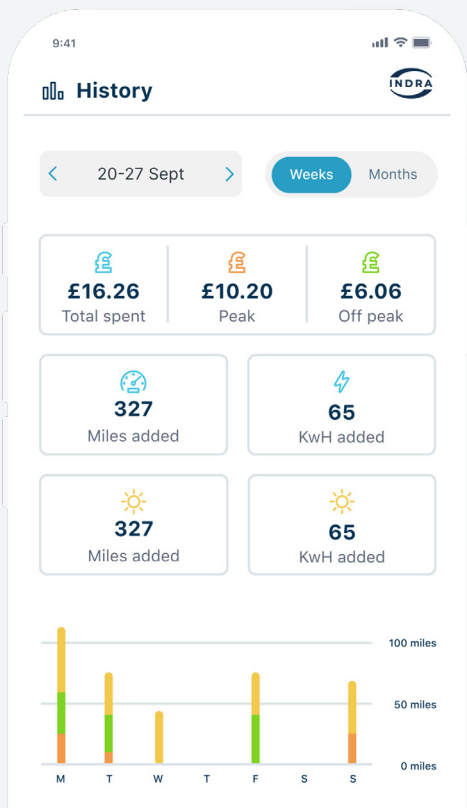 9:41
History
INDRA
20-27 Sept
Weeks
Months
£16.26
£10.20
£6.06
Total spent
Peak
Off peak
327
65
Miles added
KwH added
327
65
Miles added
KwH added
100 miles
50 miles
0 miles
M T W T F S S